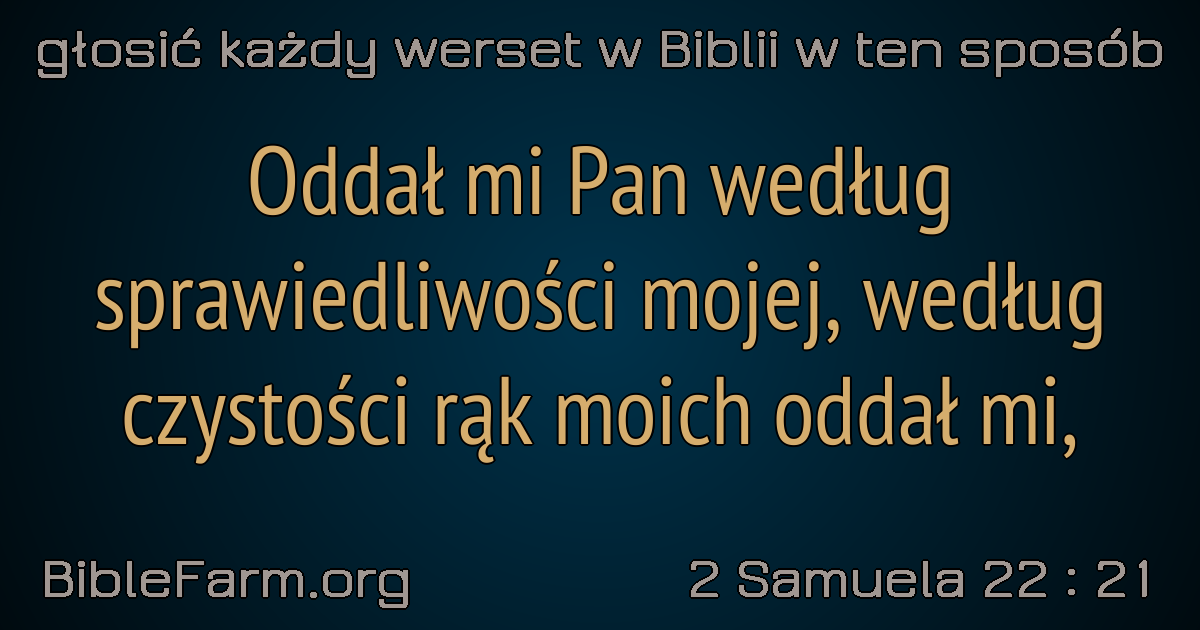 głosić każdy werset w Biblii w ten sposób
Oddał mi Pan według
sprawiedliwości mojej, według
czystości rąk moich oddał mi,
BibleFarm.org
2 Samuela 22 : 21